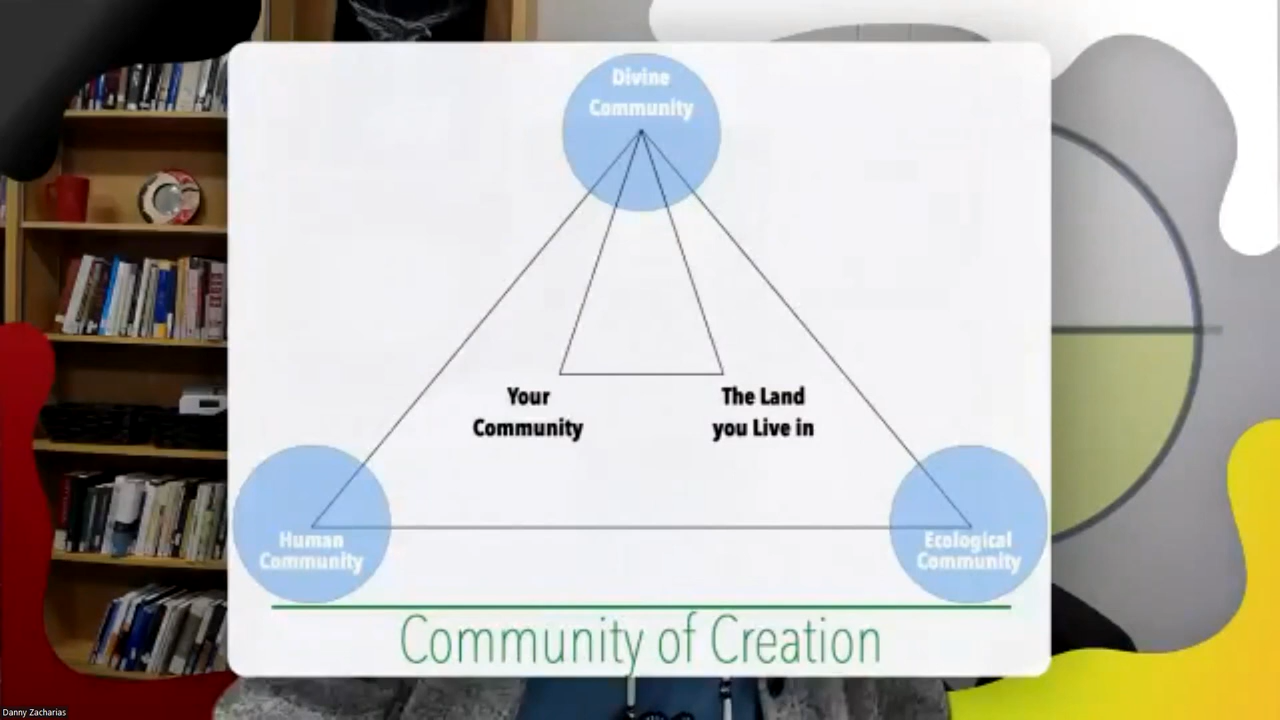 Divine
Community
Your
Community
The Land
you Live in
Human
Community
Ecological
Community
Community of Creation
Danny Zacharias